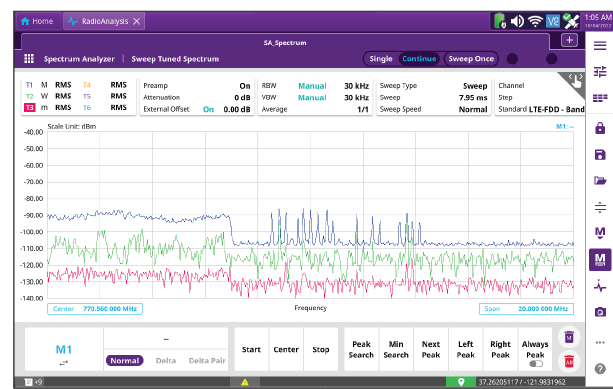 Home RadioAnalysis
1:05 AM
10/04/2022
SA_Spectrum
Spectrum Analyzer | Sweep Tuned Spectrum
Single Continue Sweep Once
T1 M RMS T4 RMS
T2 W RMS T5 RMS
T3 m RMS T6 RMS
Preamp On
Attenuation 0 dB
External Offset On 0.00 dB
RBW Manual 30 kHz
VBW Manual 30 kHz
Average 1/1
Sweep Type Sweep
Sweep 7.95 ms
Sweep Speed Normal
Channel
Step
Standard LTE-FDD - Band
Scale Unit: dBm
M1:--
-40.00
-50.00
-60.00
-70.00
-80.00
-90.00
-100.00
-110.00
-120.00
-130.00
-140.00
Center 770.560 000 MHz
Frequency
Span 20.000 000 MHz
M1
--
Normal Delta Delta Pair
Start Center Stop
Peak Search
Min Search
Next Peak
Left Peak
Right Peak
Always Peak
M
All
+9
37.26205117 / -121.9831962